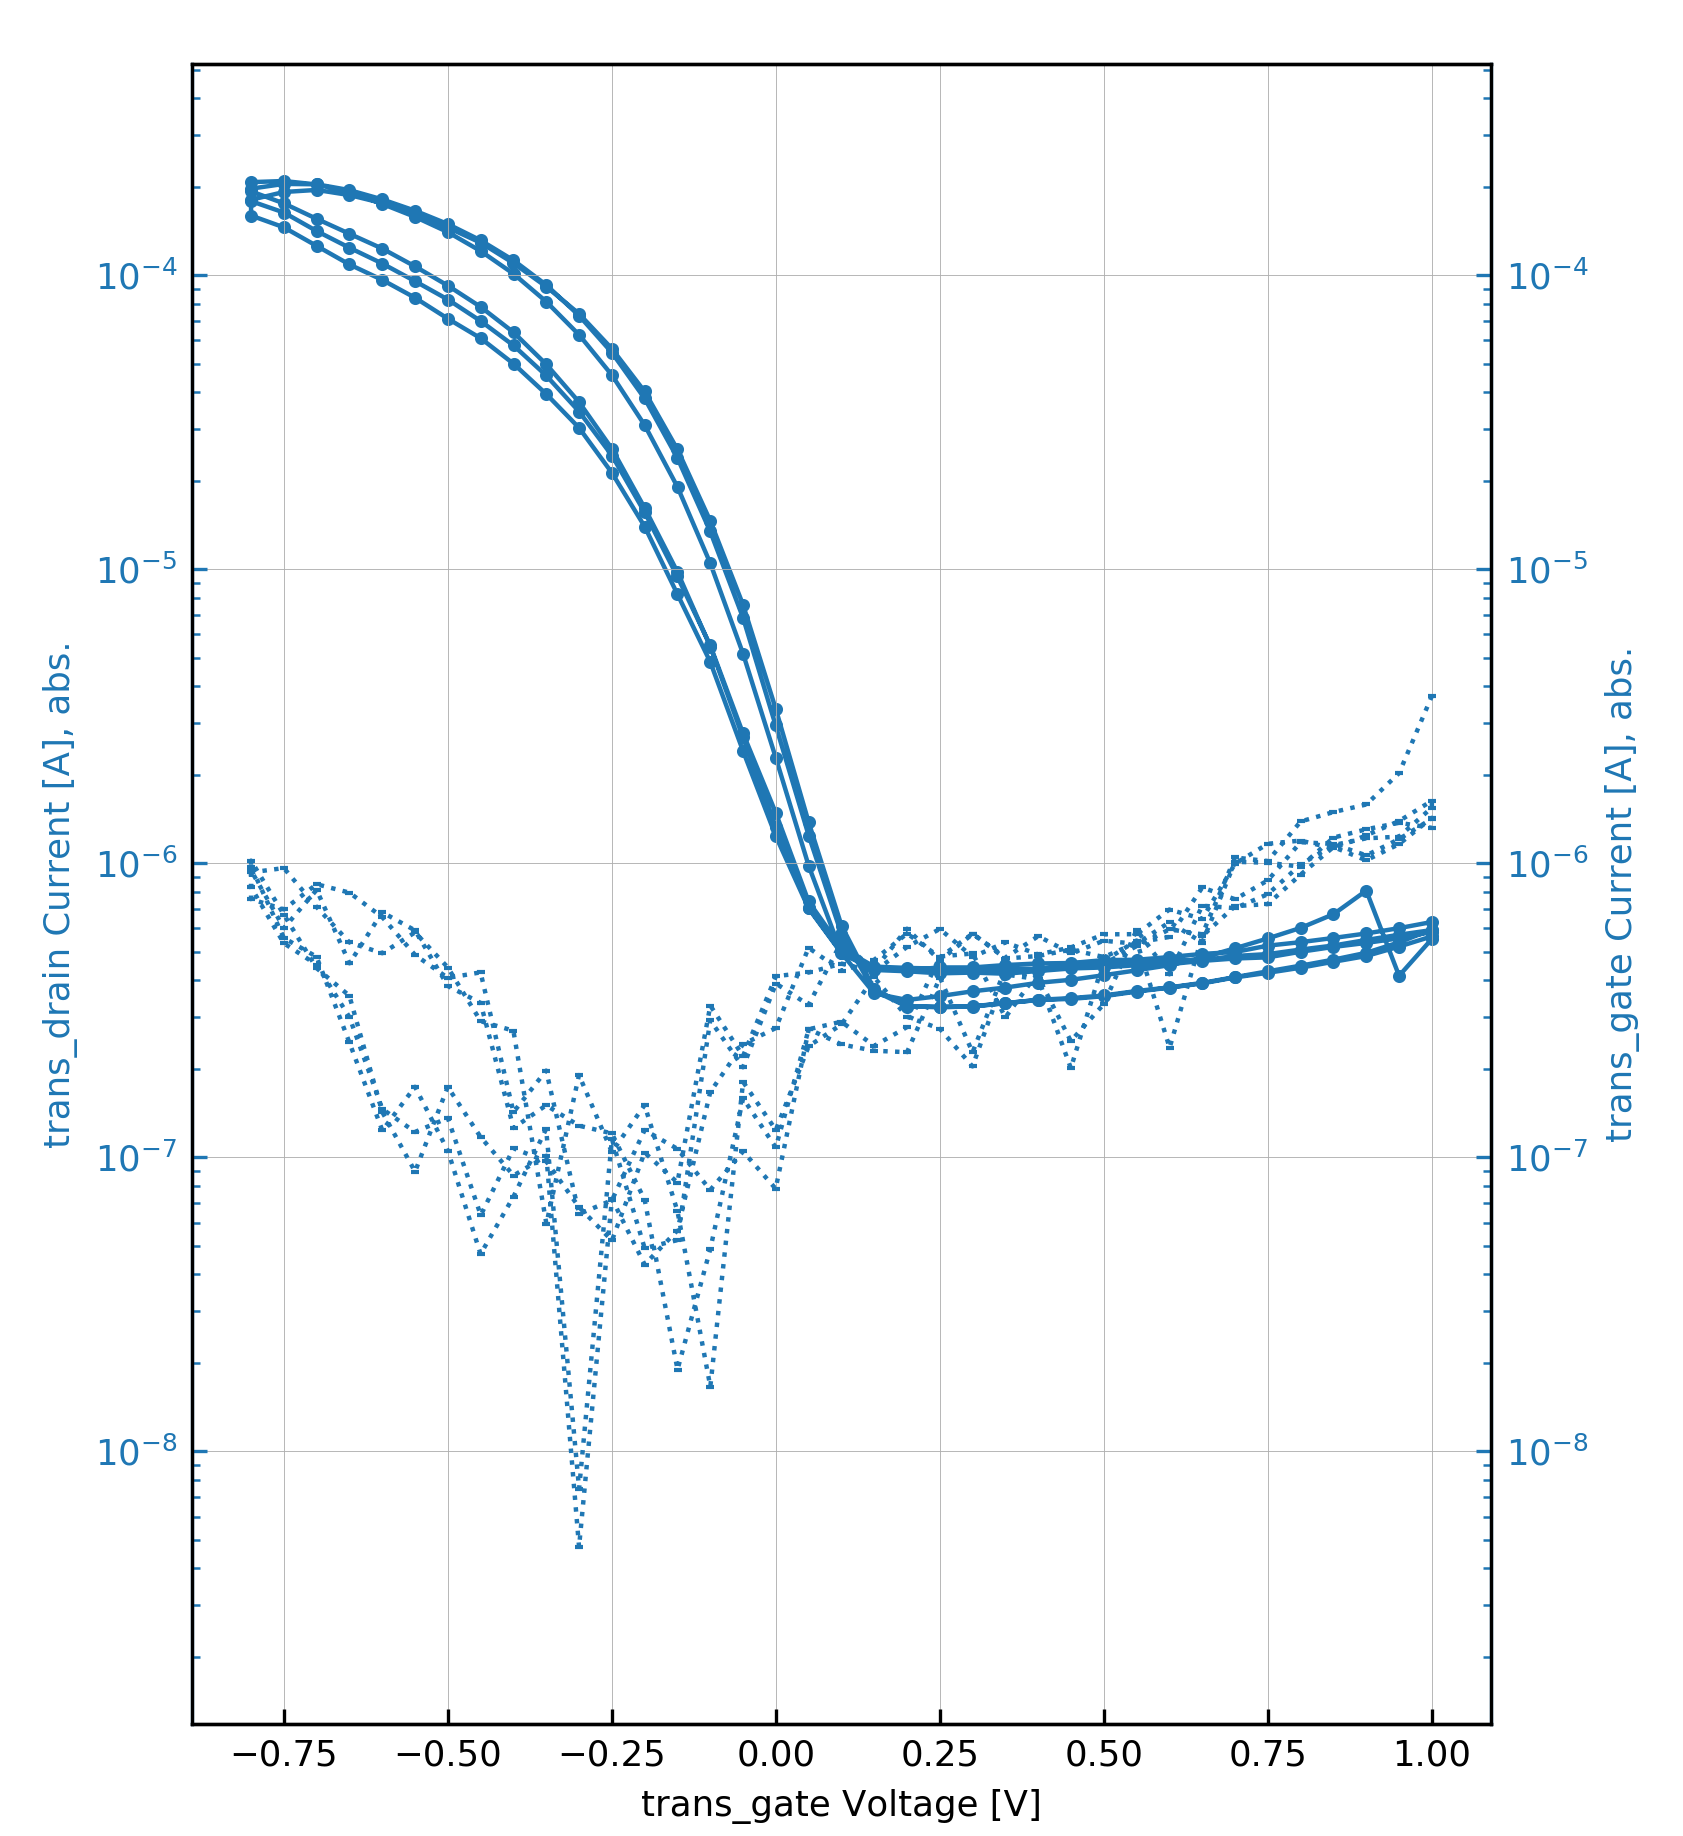 trans_drain Current [A], abs.
10⁻⁴
10⁻⁵
10⁻⁶
10⁻⁷
10⁻⁸
10⁻⁴
10⁻⁵
10⁻⁶
10⁻⁷
10⁻⁸
trans_gate Current [A], abs.
−0.75 −0.50 −0.25 0.00 0.25 0.50 0.75 1.00
trans_gate Voltage [V]